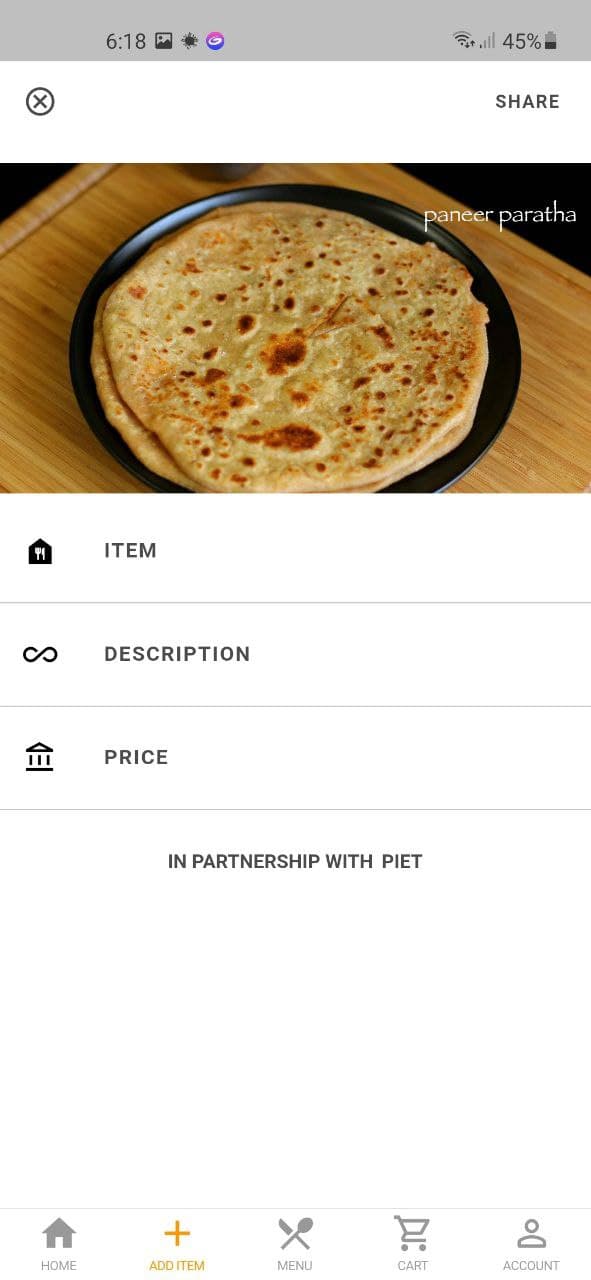 6:18 45%
SHARE
paneer paratha
ITEM
DESCRIPTION
PRICE
IN PARTNERSHIP WITH PIET
HOME ADD ITEM MENU CART ACCOUNT